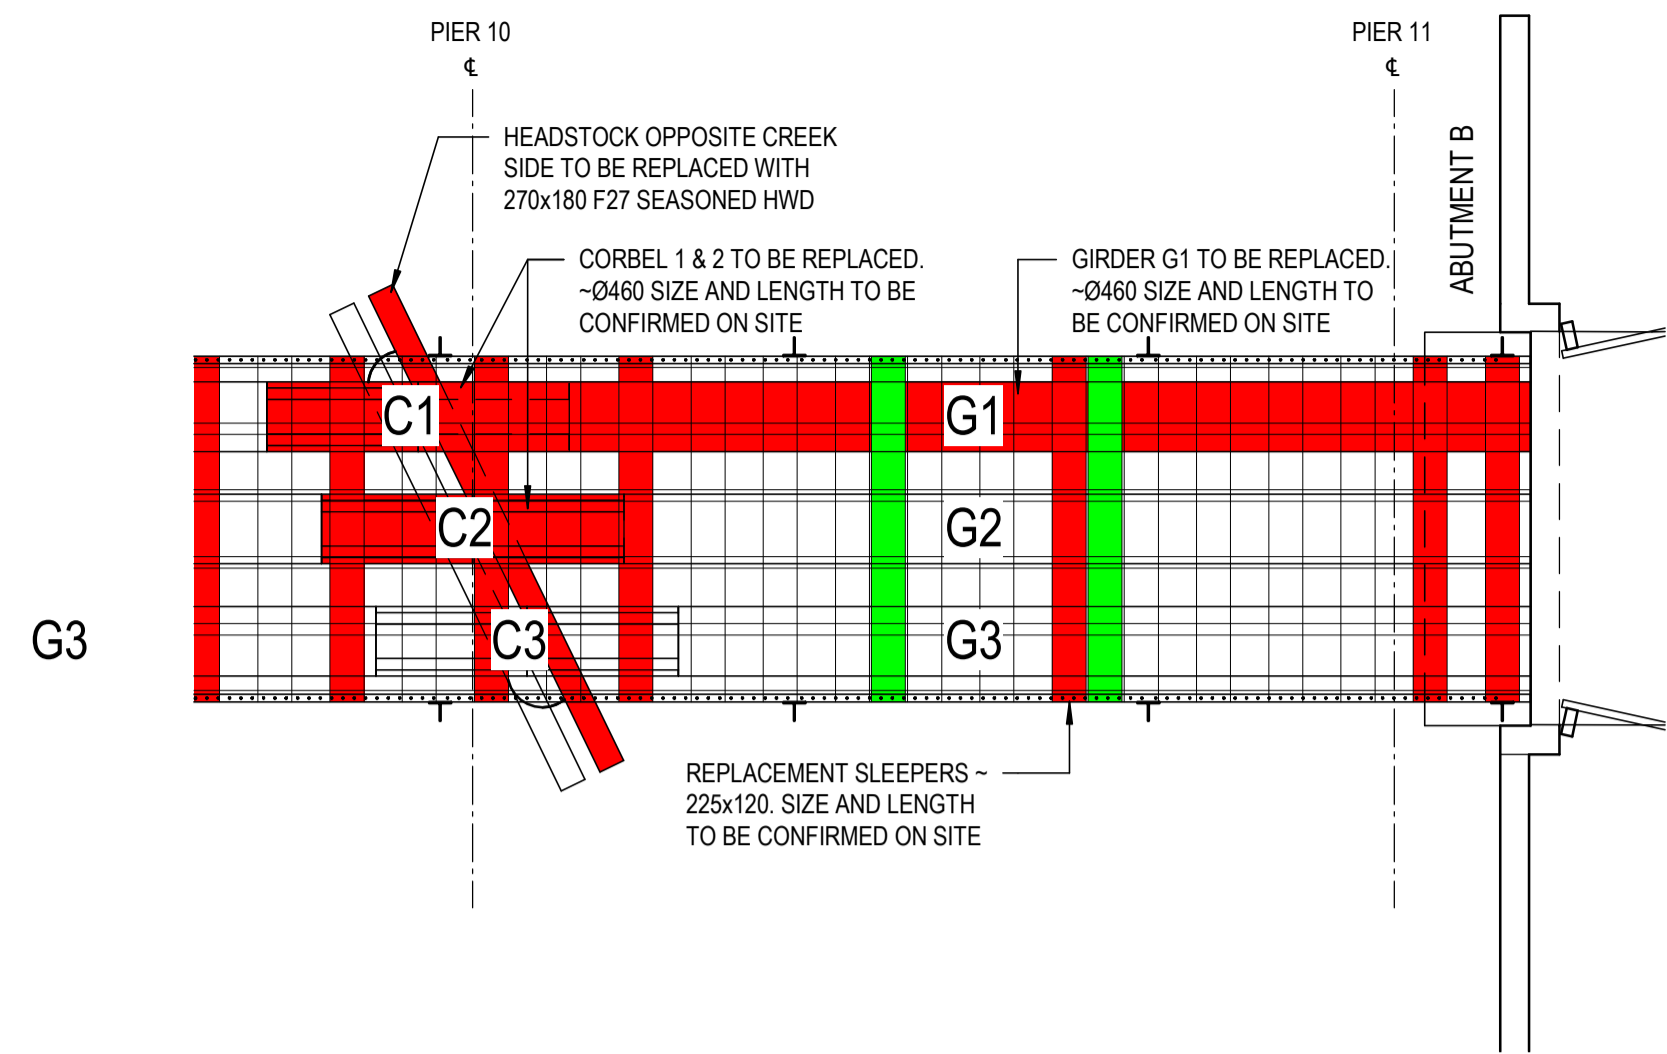 PIER 10
℄
PIER 11
℄
HEADSTOCK OPPOSITE CREEK
SIDE TO BE REPLACED WITH
270x180 F27 SEASONED HWD
ABUTMENT B
CORBEL 1 & 2 TO BE REPLACED.
~Ø460 SIZE AND LENGTH TO BE
CONFIRMED ON SITE
GIRDER G1 TO BE REPLACED.
~Ø460 SIZE AND LENGTH TO
BE CONFIRMED ON SITE
C1
G1
C2
G2
G3
C3
G3
REPLACEMENT SLEEPERS ~
225x120. SIZE AND LENGTH
TO BE CONFIRMED ON SITE